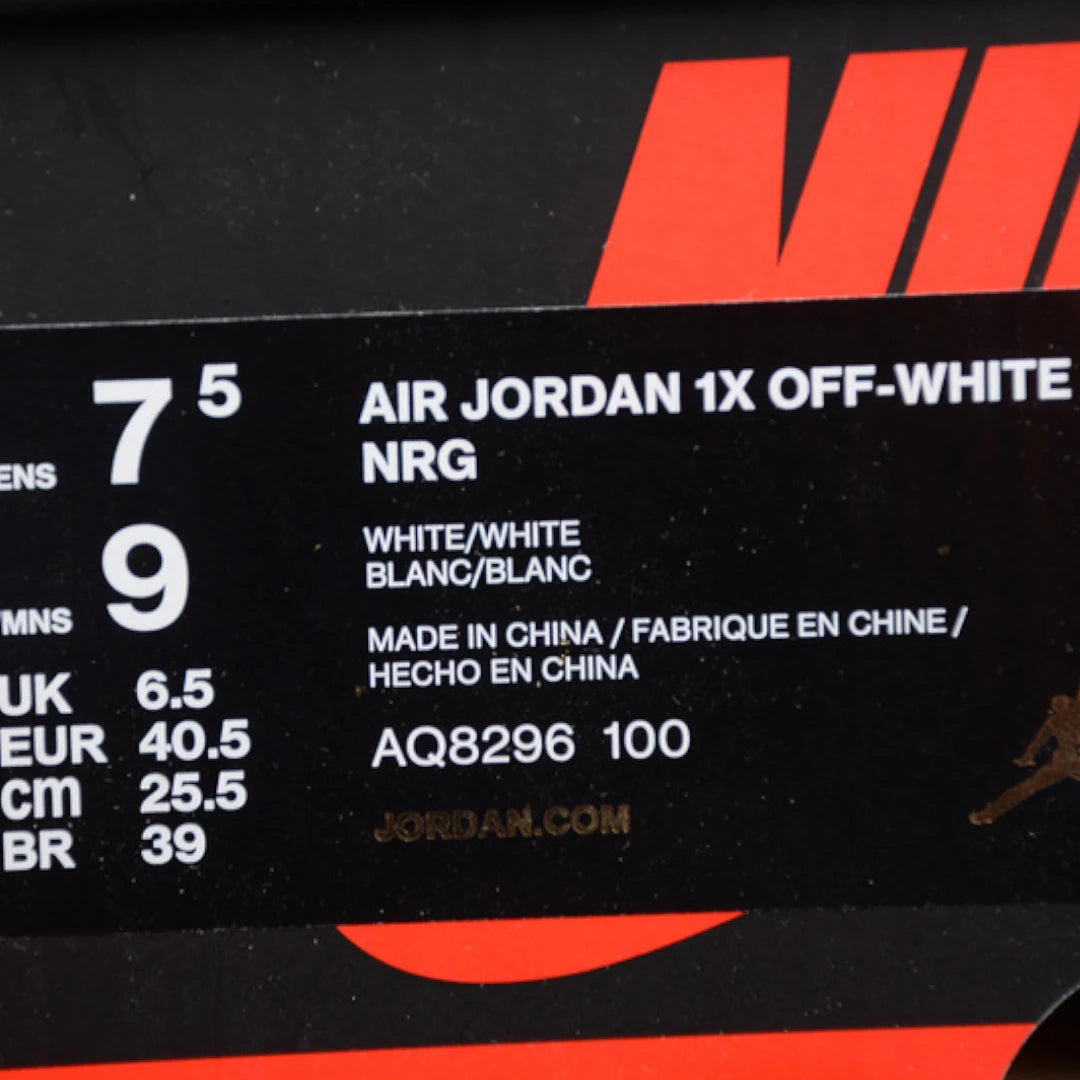 NI
7 5 AIR JORDAN 1X OFF-WHITE
NRG
ENS
WHITE/WHITE
BLANC/BLANC
9
MNS
MADE IN CHINA / FABRIQUE EN CHINE /
HECHO EN CHINA
UK 6.5
EUR 40.5
cm 25.5
BR 39
AQ8296 100
JORDAN.COM